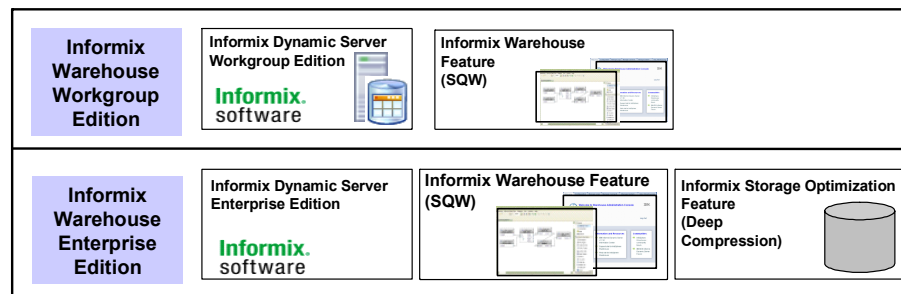 Informix
Warehouse
Workgroup
Edition
Informix Dynamic Server
Workgroup Edition
Informix.
software
Informix Warehouse
Feature
(SQW)
Informix
Warehouse
Enterprise
Edition
Informix Dynamic Server
Enterprise Edition
Informix.
software
Informix Warehouse Feature
(SQW)
Informix Storage Optimization
Feature
(Deep
Compression)